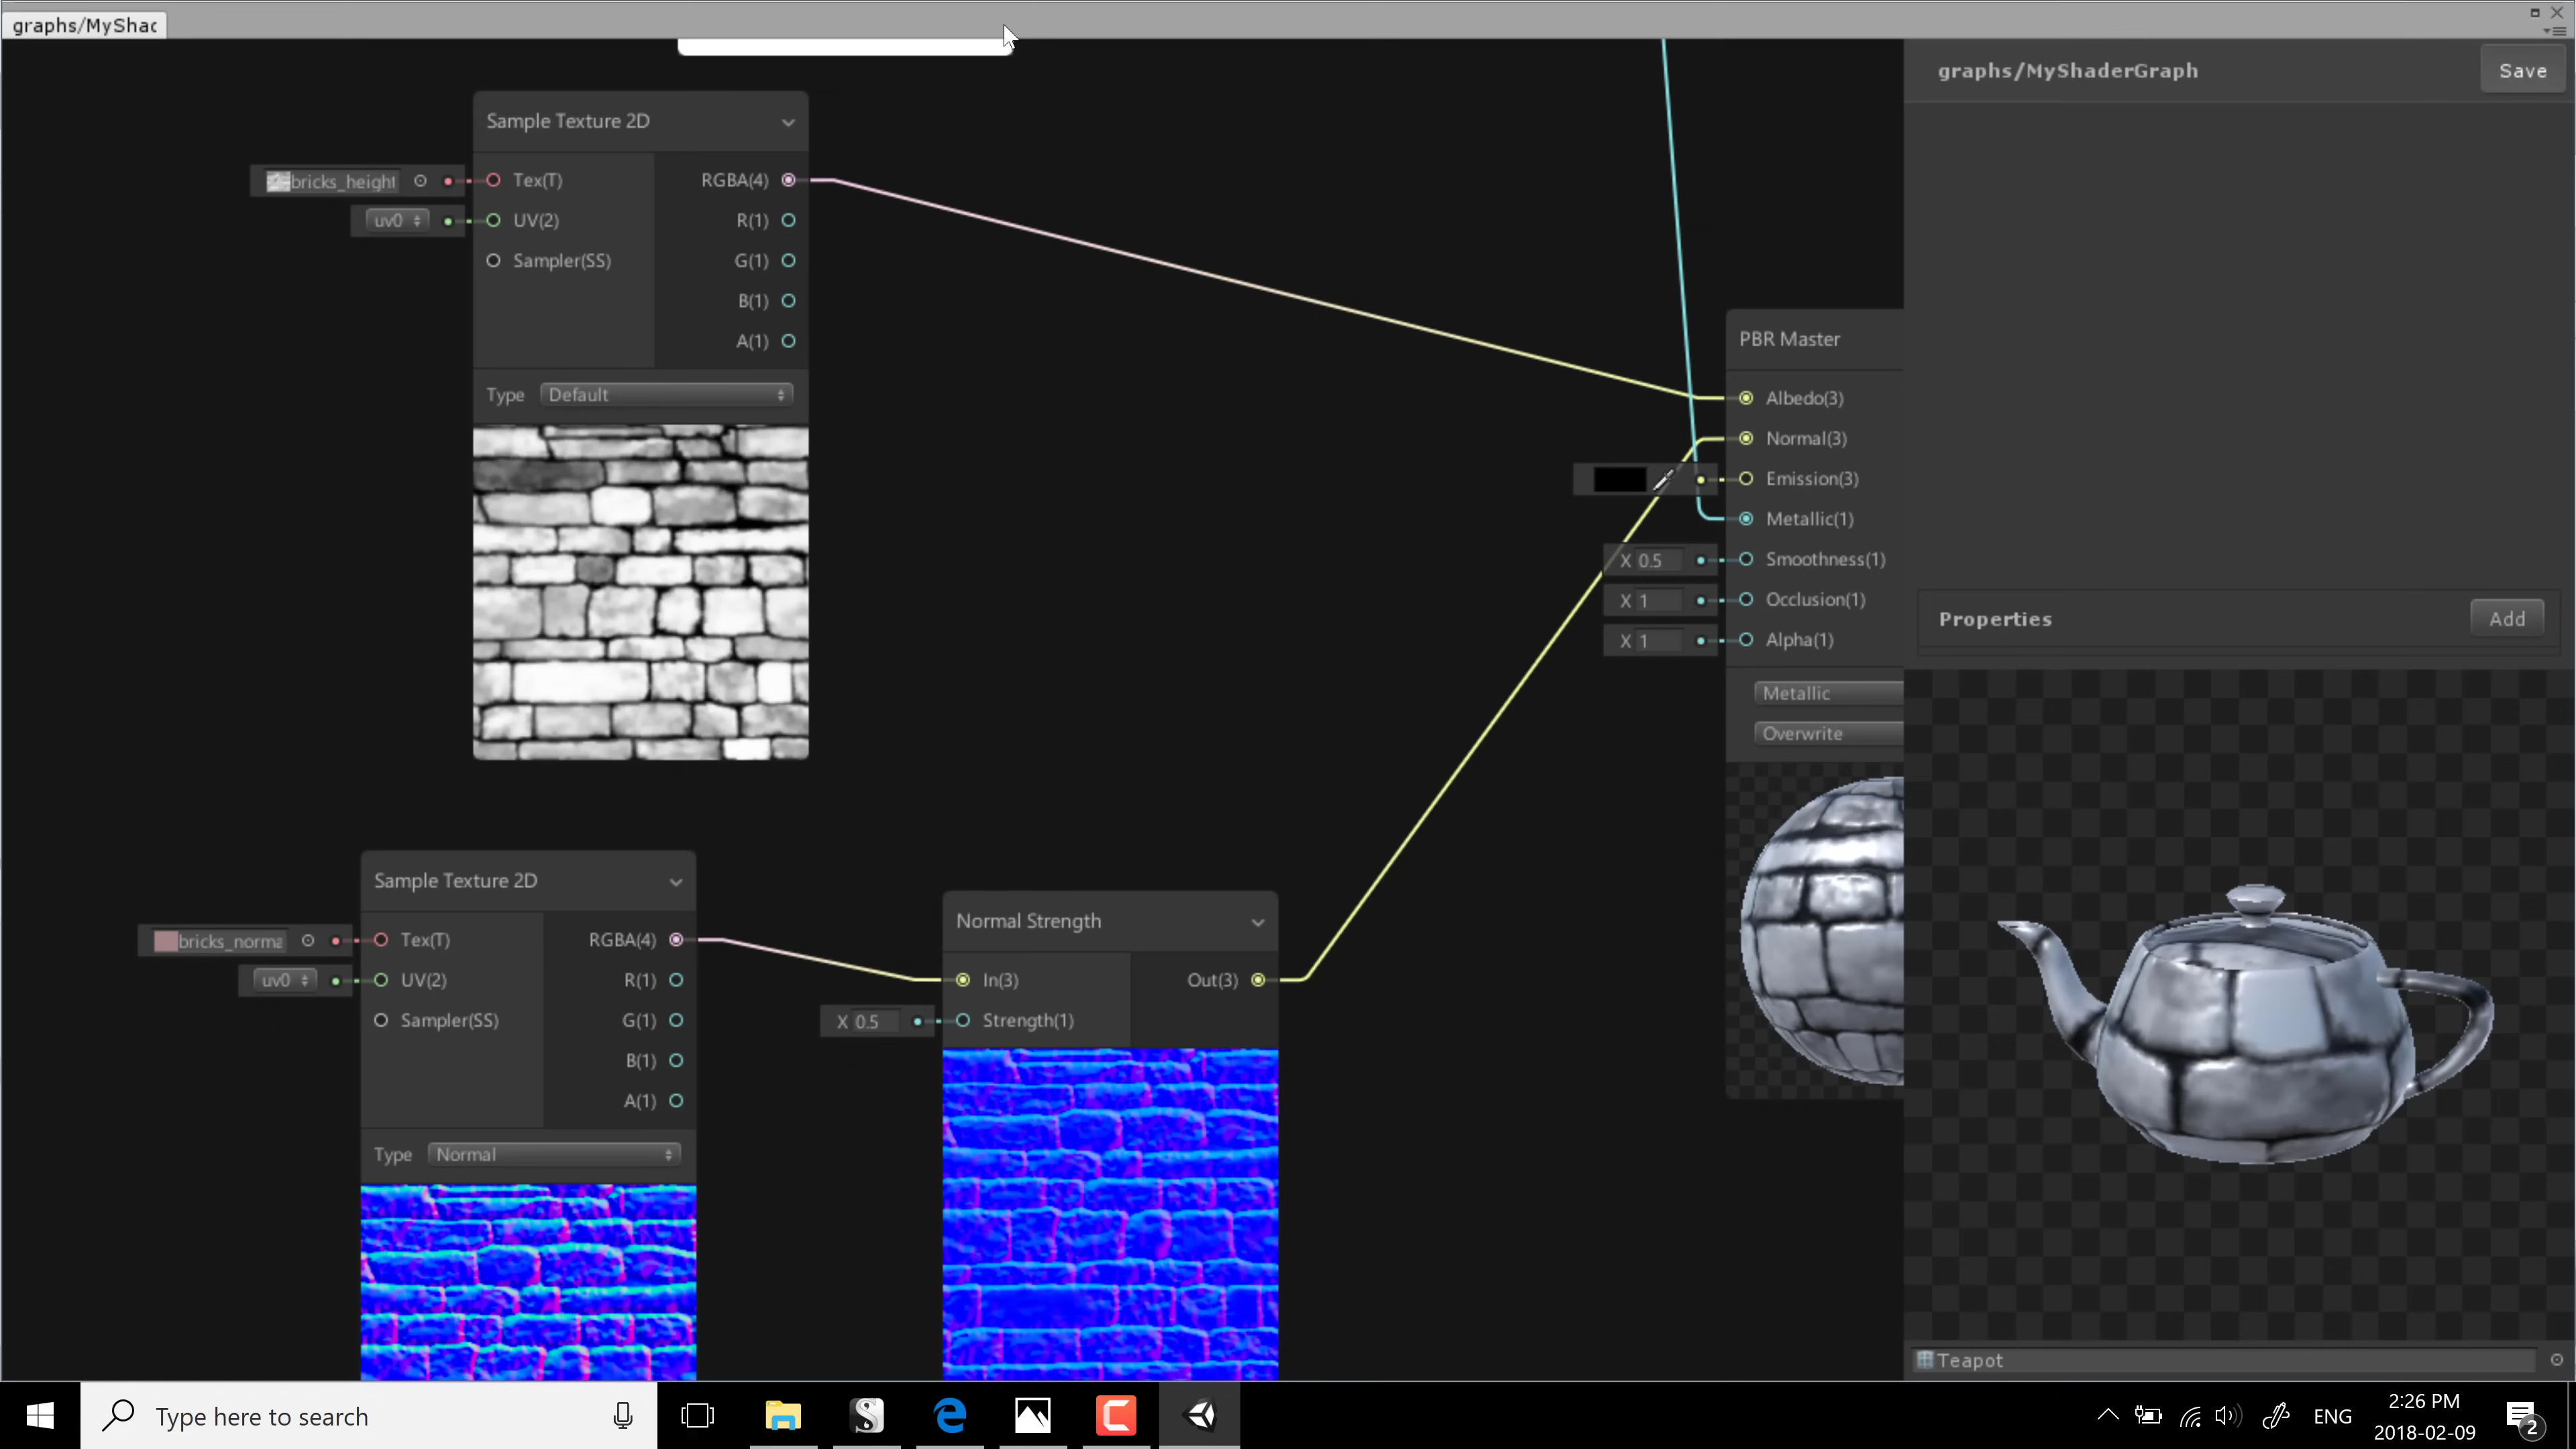 graphs/MyShac
graphs/MyShaderGraph
Save
Sample Texture 2D
bricks_height
Tex(T)
RGBA(4)
uv0
UV(2)
R(1)
Sampler(SS)
G(1)
B(1)
A(1)
Type
Default
PBR Master
Albedo(3)
Normal(3)
Emission(3)
Metallic(1)
X 0.5
Smoothness(1)
X 1
Occlusion(1)
X 1
Alpha(1)
Metallic
Overwrite
Properties
Add
Sample Texture 2D
bricks_norma
Tex(T)
RGBA(4)
uv0
UV(2)
R(1)
Sampler(SS)
G(1)
B(1)
A(1)
Type
Normal
Normal Strength
In(3)
Out(3)
X 0.5
Strength(1)
Teapot
Type here to search
ENG
2:26 PM
2018-02-09
2